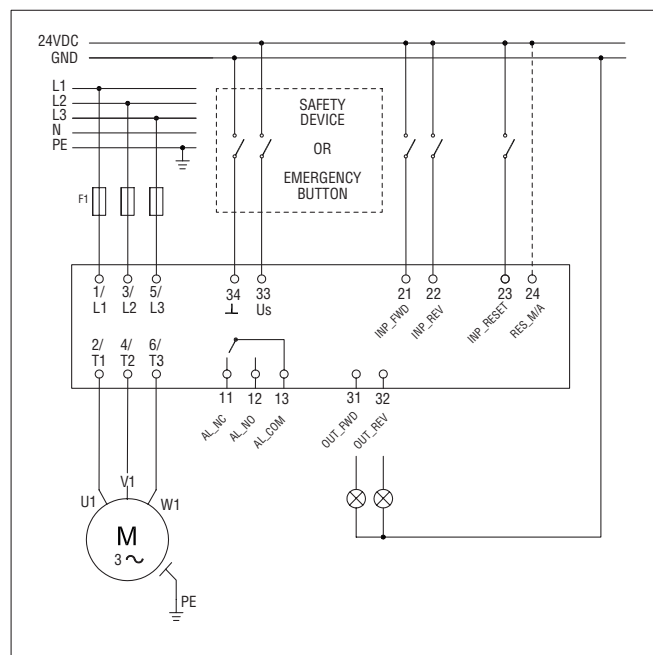 24VDC
GND
L1
L2
L3
N
PE
SAFETY
DEVICE
OR
EMERGENCY
BUTTON
F1
1/
L1
3/
L2
5/
L3
34
⊥
33
Us
21
INP_FWD
22
INP_REV
23
INP_RESET
24
RES_M/A
2/
T1
4/
T2
6/
T3
11
AL_NC
12
AL_NO
13
AL_COM
31
OUT_FWD
32
OUT_REV
U1
V1
W1
M
3 ~
PE